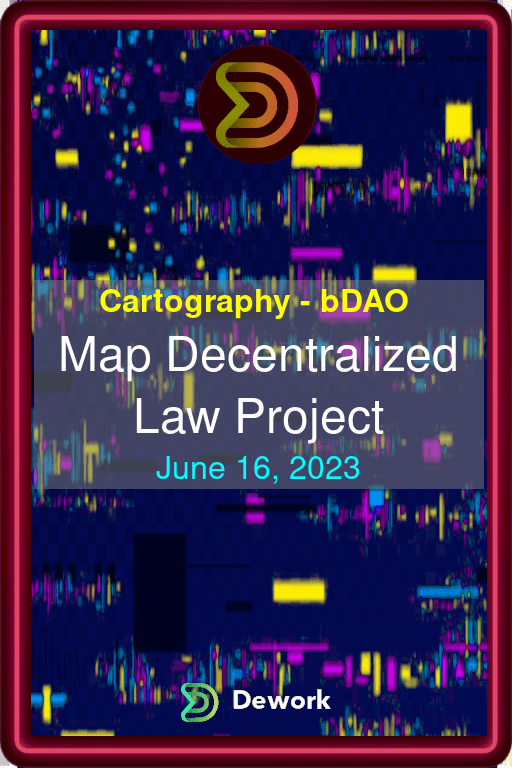 Cartography - bDAO
Map Decentralized
Law Project
June 16, 2023
Dework